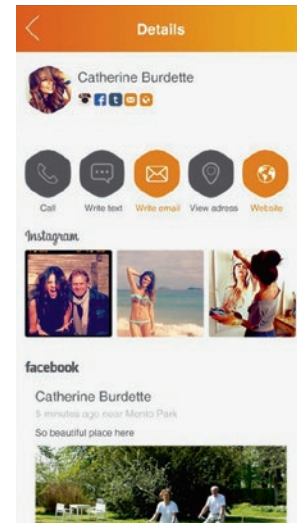 Details
Catherine Burdette
Call Write text Write email View adress Website
Instagram
facebook
Catherine Burdette
5 minutes ago near Mento Park
So beautiful place here